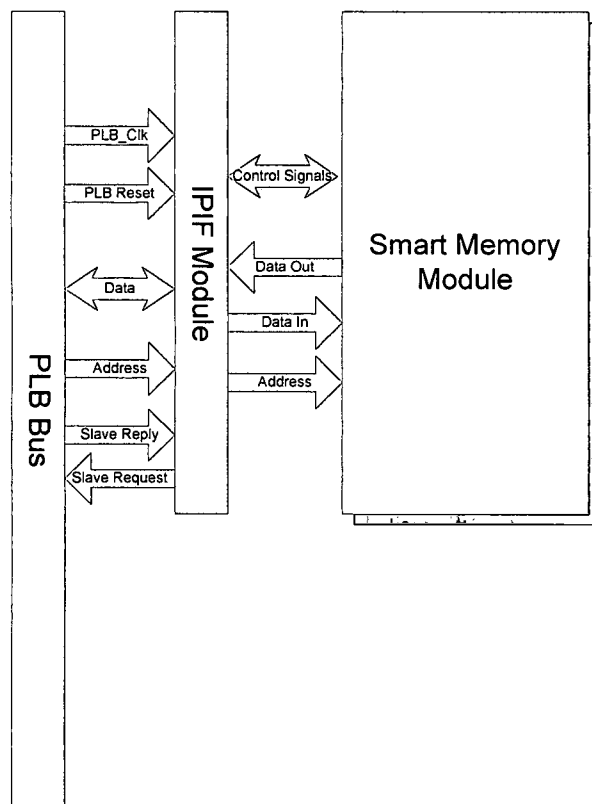 PLB_Clk
PLB Reset
Data
Address
Slave Reply
Slave Request
PLB Bus
IPIF Module
Control Signals
Data Out
Data In
Address
Smart Memory
Module